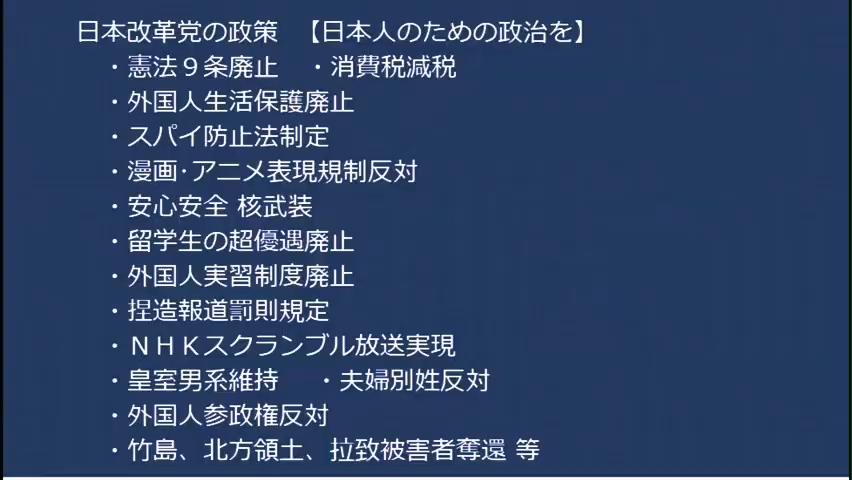 日本改革党の政策 【日本人のための政治を】
・憲法９条廃止 ・消費税減税
・外国人生活保護廃止
・スパイ防止法制定
・漫画･アニメ表現規制反対
・安心安全 核武装
・留学生の超優遇廃止
・外国人実習制度廃止
・捏造報道罰則規定
・ＮＨＫスクランブル放送実現
・皇室男系維持 ・夫婦別姓反対
・外国人参政権反対
・竹島、北方領土、拉致被害者奪還 等